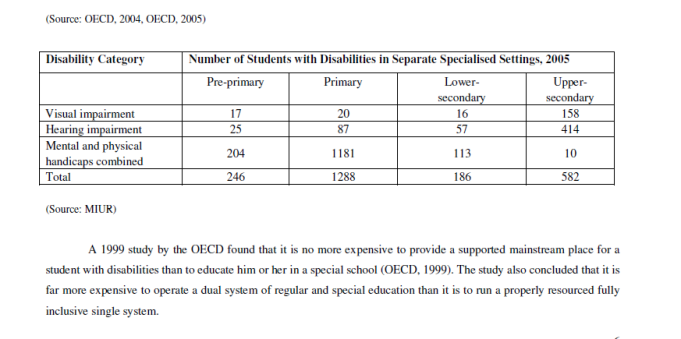 (Source: OECD, 2004, OECD, 2005)
Disability Category Number of Students with Disabilities in Separate Specialised Settings, 2005
Pre-primary Primary Lower-secondary Upper-secondary
Visual impairment 17 20 16 158
Hearing impairment 25 87 57 414
Mental and physical handicaps combined 204 1181 113 10
Total 246 1288 186 582
(Source: MIUR)
A 1999 study by the OECD found that it is no more expensive to provide a supported mainstream place for a
student with disabilities than to educate him or her in a special school (OECD, 1999). The study also concluded that it is
far more expensive to operate a dual system of regular and special education than it is to run a properly resourced fully
inclusive single system.